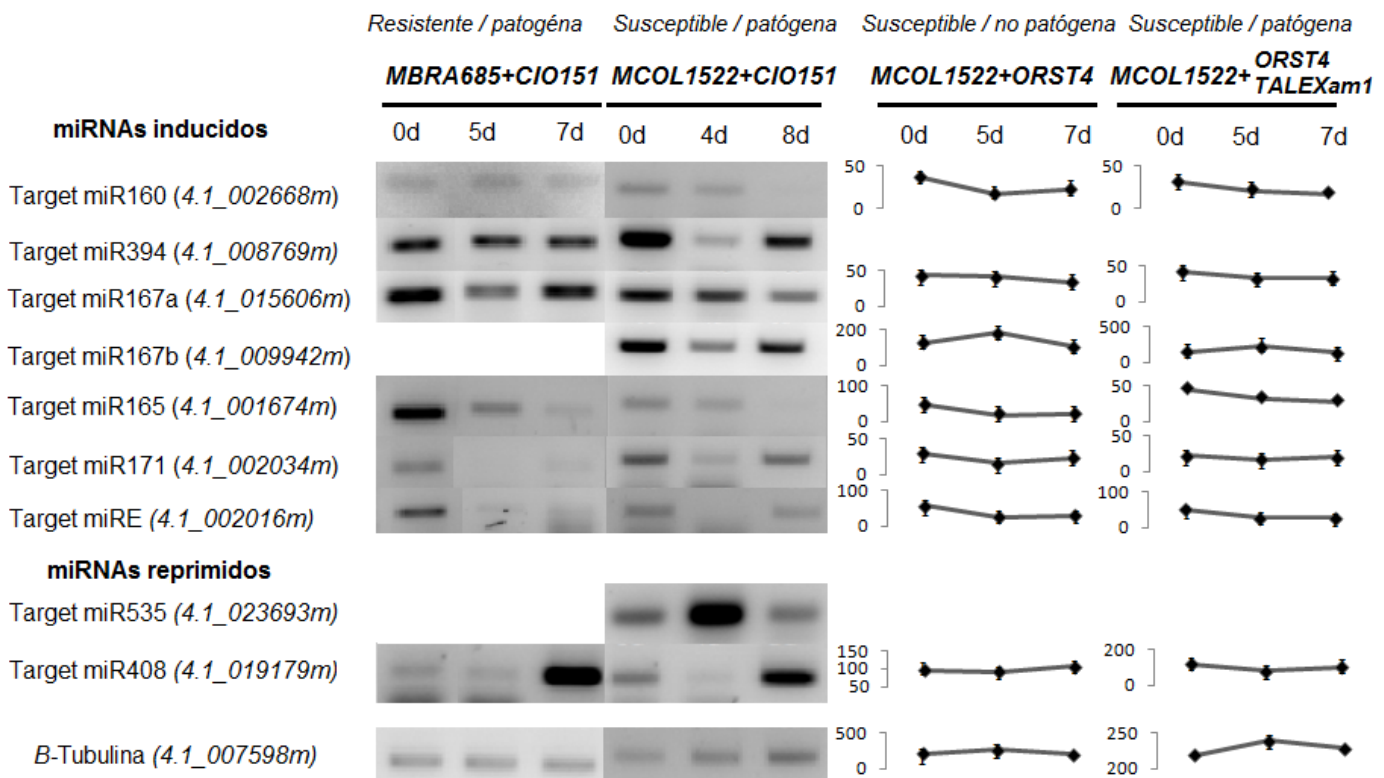 Resistente / patogéna Susceptible / patógena Susceptible / no patógena Susceptible / patógena
MBRA685+CIO151 MCOL1522+CIO151 MCOL1522+ORST4 MCOL1522+ ORST4 TALEXam1
miRNAs inducidos 0d 5d 7d 0d 4d 8d 0d 5d 7d 0d 5d 7d
Target miR160 (4.1_002668m) 50 0 50 0
Target miR394 (4.1_008769m)
Target miR167a (4.1_015606m) 50 0 50 0
Target miR167b (4.1_009942m) 200 0 500 0
Target miR165 (4.1_001674m) 100 0 50 0
Target miR171 (4.1_002034m) 50 0 50 0
Target miRE (4.1_002016m) 100 0 100 0
miRNAs reprimidos
Target miR535 (4.1_023693m)
Target miR408 (4.1_019179m) 150 100 50 200 0
B-Tubulina (4.1_007598m) 500 0 250 200